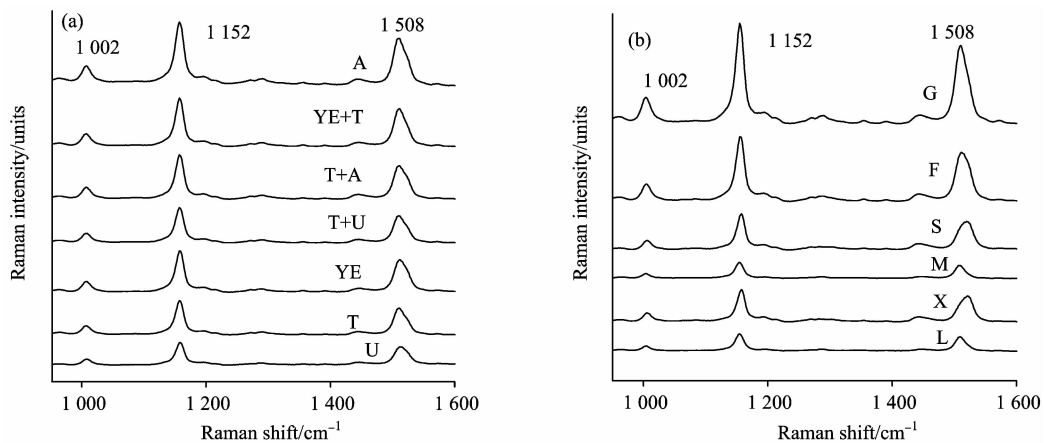 (a)
1 002
1 152
1 508
A
YE+T
T+A
T+U
YE
T
U
Raman intensity/units
1 000
1 200
1 400
1 600
Raman shift/cm⁻¹
(b)
1 002
1 152
1 508
G
F
S
M
X
L
Raman intensity/units
1 000
1 200
1 400
1 600
Raman shift/cm⁻¹